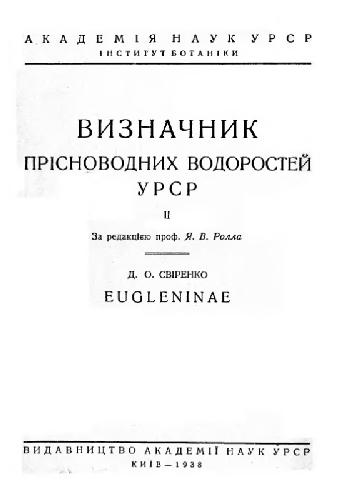 АКАДЕМІЯ НАУК УРСР
ІНСТИТУТ БОТАНІКИ
ВИЗНАЧНИК
ПРІСНОВОДНИХ ВОДОРОСТЕЙ
УРСР
II
За редакцією проф. Я. В. Ролла
Д. О. СВІРЕНКО
EUGLENINAE
ВИДАВНИЦТВО АКАДЕМІЇ НАУК УРСР
КИЇВ—1938